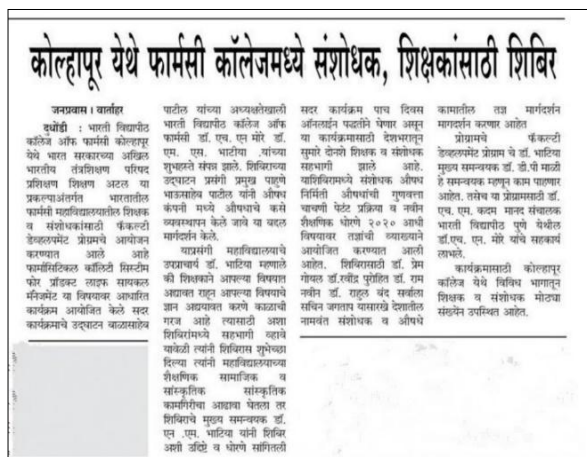 कोल्हापूर येथे फार्मसी कॉलेजमध्ये संशोधक, शिक्षकांसाठी शिबिर
जनप्रवास । वार्ताहर
दुधोंडी : भारती विद्यापीठ
कॉलेज ऑफ फार्मसी कोल्हापूर
येथे भारत सरकारच्या अखिल
भारतीय तंत्रशिक्षण परिषद
प्रशिक्षण शिक्षण अटल या
प्रकल्पाअंतर्गत भारतातील
फार्मसी महाविद्यालयातील शिक्षक
व संशोधकांसाठी फॅकल्टी
डेव्हलपमेंट प्रोग्रमचे आयोजन
करण्यात आले आहे
फार्मासिटिकल कॉलिटी सिस्टीम
फोर प्रॉडक्ट लाइफ सायकल
मॅनेजमेंट या विषयावर आधारित
कार्यक्रम आयोजित केले सदर
कार्यक्रमाचे उद्घाटन बाळासाहेब
पाटील यांच्या अध्यक्षतेखाली
भारती विद्यापीठ कॉलेज ऑफ
फार्मसी डॉ. एच. एन मोरे डॉ.
एम. एस. भाटीया .यांच्या
शुभहस्ते संपन्न झाले. शिबिराच्या
उद्घाटन प्रसंगी प्रमुख पाहुणे
भाऊसाहेब पाटील यांनी औषध
कंपनी मध्ये औषधाचे कसे
व्यवस्थापन केले जावे या बदल
मार्गदर्शन केले.
याप्रसंगी महाविद्यालयाचे
उपप्राचार्य डॉ. भाटिया म्हणाले
की शिक्षकाने आपल्या विषयात
अद्यावत राहून आपल्या विषयाचे
ज्ञान अद्ययावत करणे काळाची
गरज आहे त्यासाठी अशा
शिबिरांमध्ये सहभागी व्हावे
यावेळी त्यांनी शिबिरास शुभेच्छा
दिल्या त्यांनी महाविद्यालयाच्या
शैक्षणिक सामाजिक व
सांस्कृतिक सांस्कृतिक
कामगिरीचा आढावा घेतला तर
शिबिराचे मुख्य समन्वयक डॉ.
एन .एम. भाटिया यांनी शिबिर
अशी उदिष्टे व धोरणे सांगितली
सदर कार्यक्रम पाच दिवस
ऑनलाईन पद्धतीने घेणार असून
या कार्यक्रमासाठी देशभरातून
सुमारे दोनशे शिक्षक व संशोधक
सहभागी झाले आहे.
याशिबिरामध्ये संशोधक औषध
निर्मिती औषधांची गुणवत्ता
चाचणी पेटंट प्रक्रिया व नवीन
शैक्षणिक धोरणे २०२० आधी
विषयावर तज्ञांची व्याख्याने
आयोजित करण्यात आली
आहेत. शिबिरासाठी डॉ. प्रेम
गोयल डॉ.रवींद्र पुरोहित डॉ. राम
नवीन डॉ. राहुल बंद सर्वाला
सचिन जगताप यासारखे देशातील
नामवंत संशोधक व औषधे
कामातील तज्ञ मार्गदर्शन
मागदर्शन करणार आहेत
प्रोग्रामचे फॅकल्टी
डेव्हलपमेंट प्रोग्राम चे डॉ. भाटिया
मुख्य समन्वयक डॉ. डी.पी माळी
हे समन्वयक म्हणून काम पाहणार
आहेत. तसेच या प्रोग्रामसाठी डॉ.
एच. एम. कदम मानद संचालक
भारती विद्यापीठ पुणे येथील
डॉ.एच. एन. मोरे यांचे सहकार्य
लाभले.
कार्यक्रमासाठी कोल्हापूर
कॉलेज येथे विविध भागातून
शिक्षक व संशोधक मोठ्या
संख्येन उपस्थित आहेत.